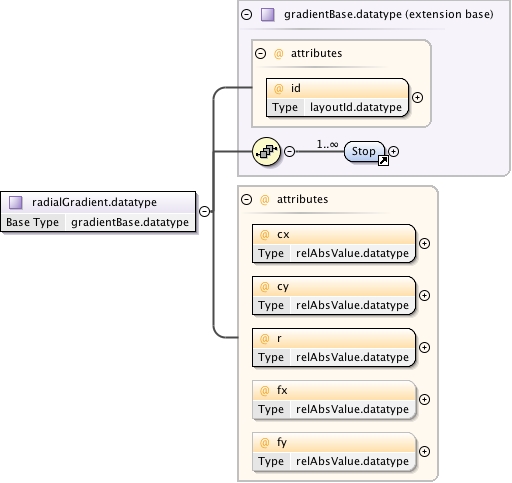 gradientBase.datatype (extension base)
@ attributes
@ id
Type layoutId.datatype
1..∞
Stop
radialGradient.datatype
Base Type gradientBase.datatype
@ attributes
@ cx
Type relAbsValue.datatype
@ cy
Type relAbsValue.datatype
@ r
Type relAbsValue.datatype
@ fx
Type relAbsValue.datatype
@ fy
Type relAbsValue.datatype